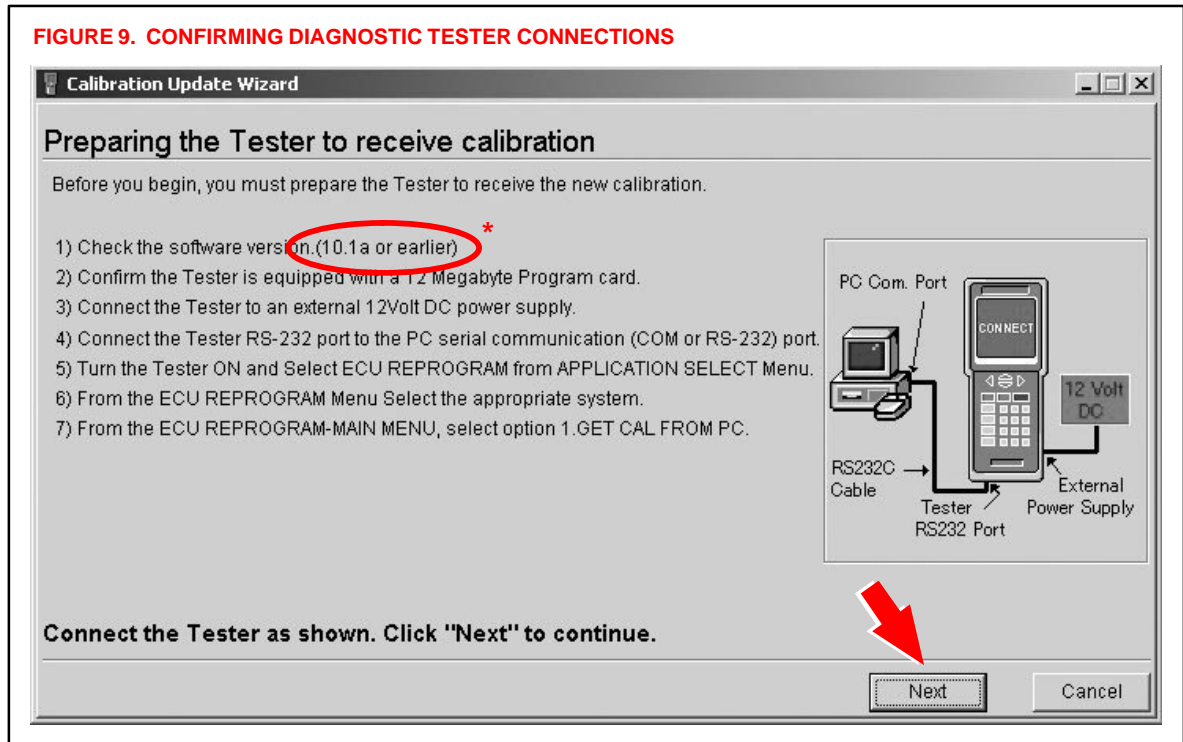 FIGURE 9. CONFIRMING DIAGNOSTIC TESTER CONNECTIONS
Calibration Update Wizard
Preparing the Tester to receive calibration
Before you begin, you must prepare the Tester to receive the new calibration.
1) Check the software version.(10.1a or earlier)
*
2) Confirm the Tester is equipped with a 12 Megabyte Program card.
3) Connect the Tester to an external 12Volt DC power supply.
4) Connect the Tester RS-232 port to the PC serial communication (COM or RS-232) port.
5) Turn the Tester ON and Select ECU REPROGRAM from APPLICATION SELECT Menu.
6) From the ECU REPROGRAM Menu Select the appropriate system.
7) From the ECU REPROGRAM-MAIN MENU, select option 1.GET CAL FROM PC.
PC Com. Port
CONNECT
12 Volt
DC
RS232C
Cable
Tester
RS232 Port
External
Power Supply
Connect the Tester as shown. Click "Next" to continue.
Next
Cancel